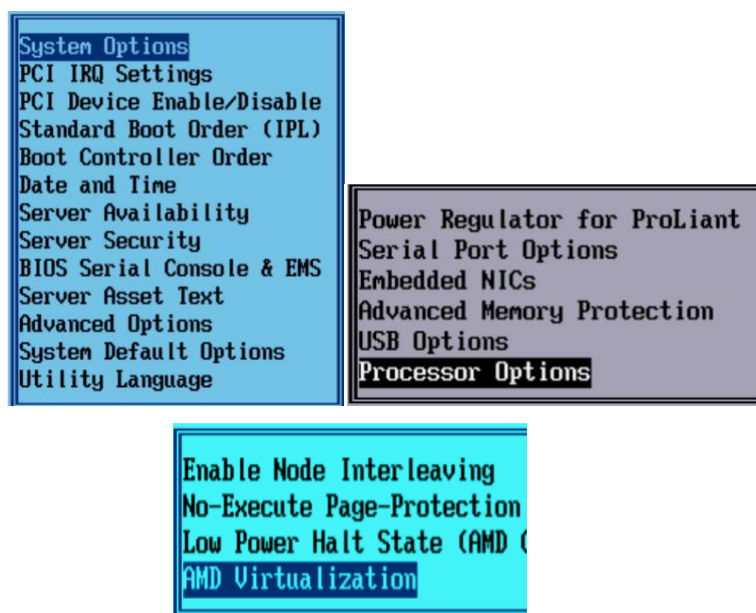 System Options
PCI IRQ Settings
PCI Device Enable/Disable
Standard Boot Order (IPL)
Boot Controller Order
Date and Time
Server Availability
Server Security
BIOS Serial Console & EMS
Server Asset Text
Advanced Options
System Default Options
Utility Language
Power Regulator for ProLiant
Serial Port Options
Embedded NICs
Advanced Memory Protection
USB Options
Processor Options
Enable Node Interleaving
No-Execute Page-Protection
Low Power Halt State (AMD
AMD Virtualization